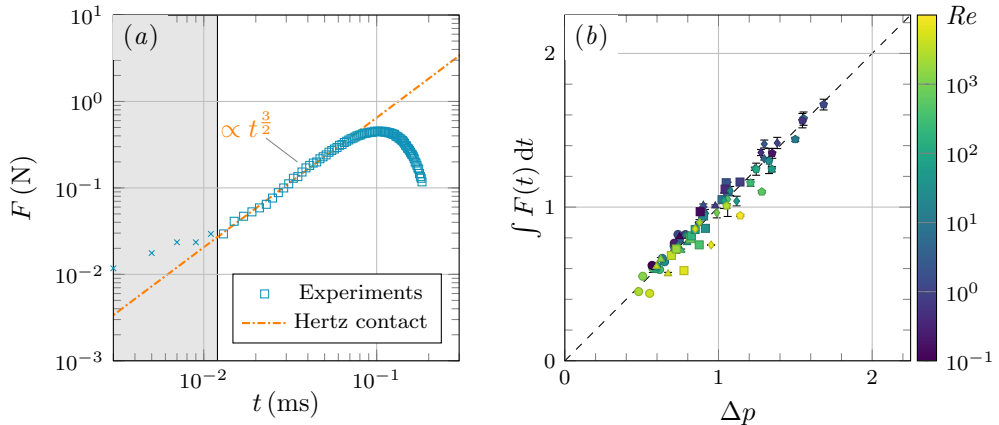 (a)
F (N)
10^1
10^0
10^{-1}
10^{-2}
10^{-3}
∝ t^{3/2}
Experiments
Hertz contact
10^{-2}
10^{-1}
t (ms)
(b)
∫ F(t) dt
2
1
0
0
1
2
Δp
Re
10^3
10^2
10^1
10^0
10^{-1}